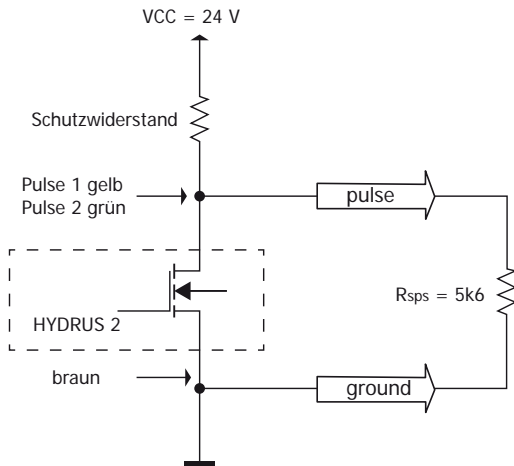 VCC = 24 V
Schutzwiderstand
Pulse 1 gelb
Pulse 2 grün
pulse
HYDRUS 2
Rsps = 5k6
braun
ground